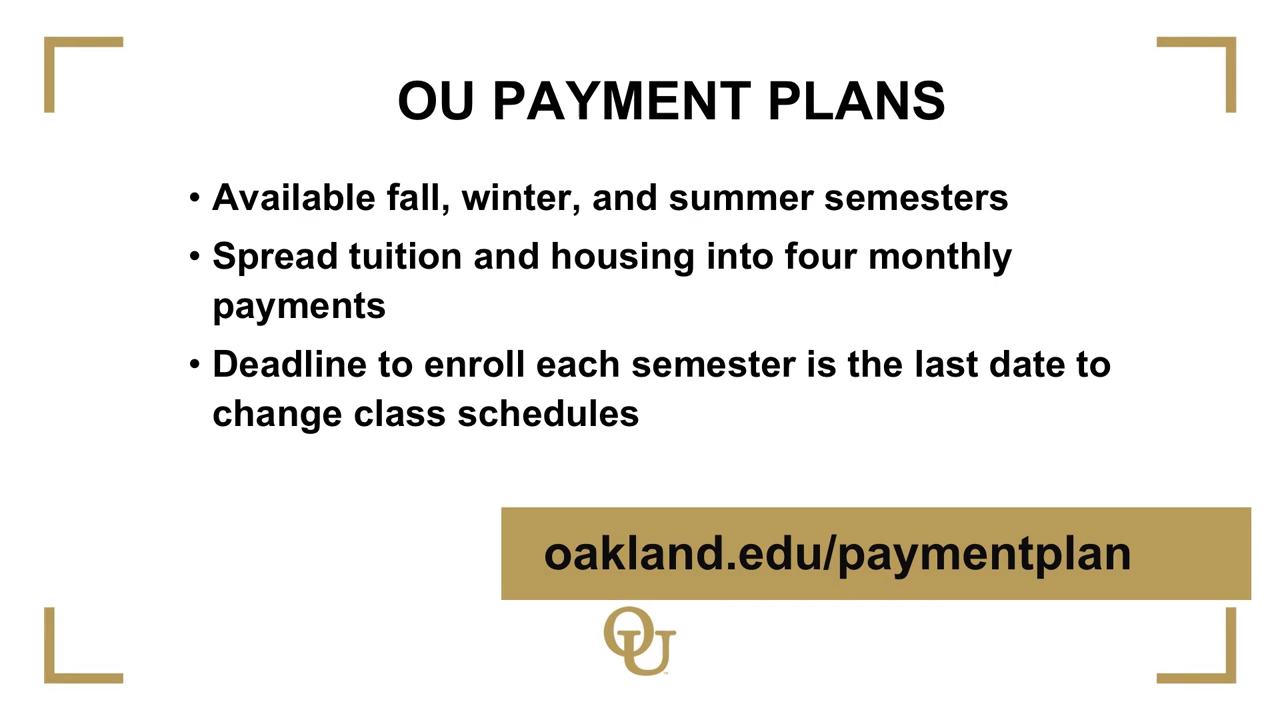 OU PAYMENT PLANS
• Available fall, winter, and summer semesters
• Spread tuition and housing into four monthly
payments
• Deadline to enroll each semester is the last date to
change class schedules
oakland.edu/paymentplan
OU